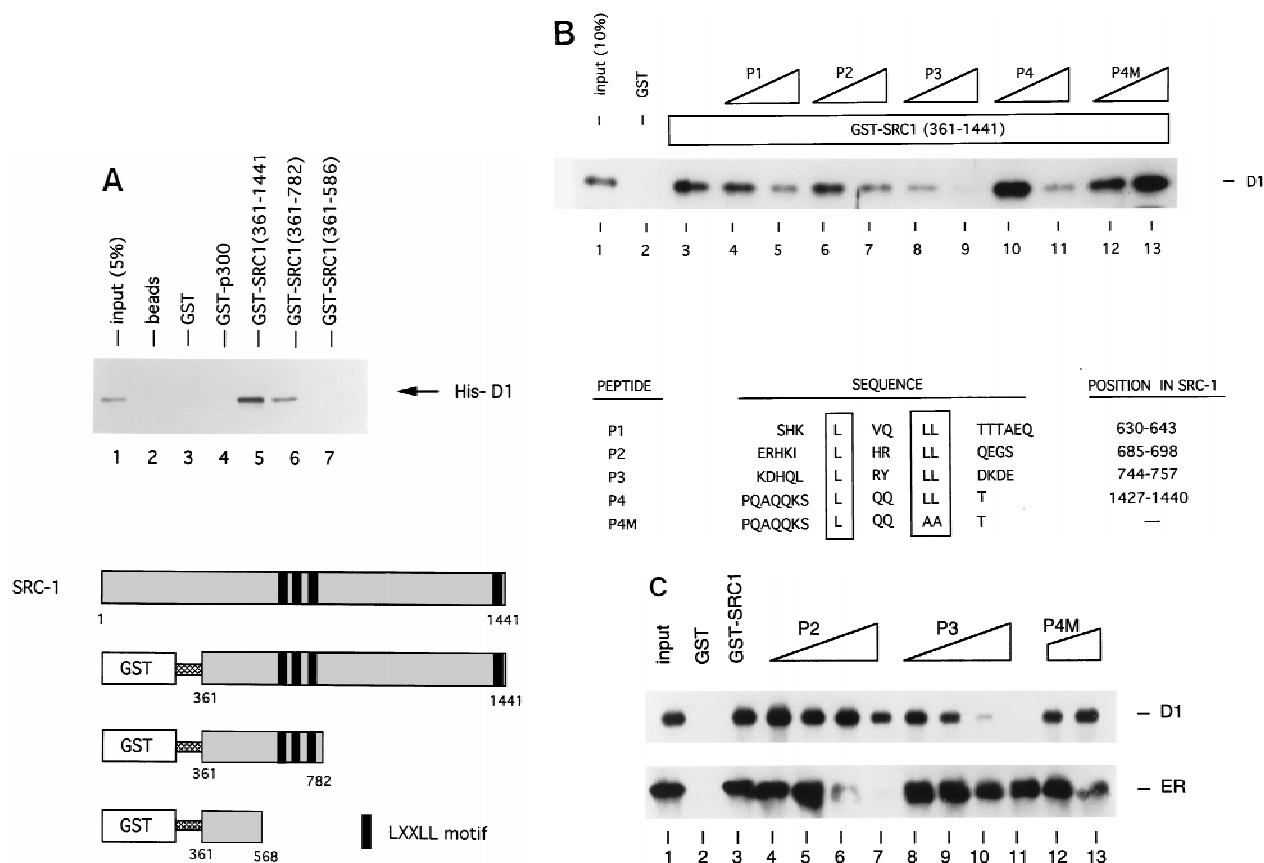 A
input (5%)
beads
GST
GST-p300
GST-SRC1(361-1441
GST-SRC1(361-782)
GST-SRC1(361-586)
His- D1
1 2 3 4 5 6 7
SRC-1
1 1441
GST
361 1441
GST
361 782
GST
361 568
LXXLL motif
B
input (10%)
GST
P1 P2 P3 P4 P4M
GST-SRC1 (361-1441)
D1
1 2 3 4 5 6 7 8 9 10 11 12 13
PEPTIDE SEQUENCE POSITION IN SRC-1
P1 SHK L VQ LL TTTAEQ 630-643
P2 ERHKI L HR LL QEGS 685-698
P3 KDHQL L RY LL DKDE 744-757
P4 PQAQQKS L QQ LL T 1427-1440
P4M PQAQQKS L QQ AA T —
C
input
GST
GST-SRC1
P2 P3 P4M
D1
ER
1 2 3 4 5 6 7 8 9 10 11 12 13